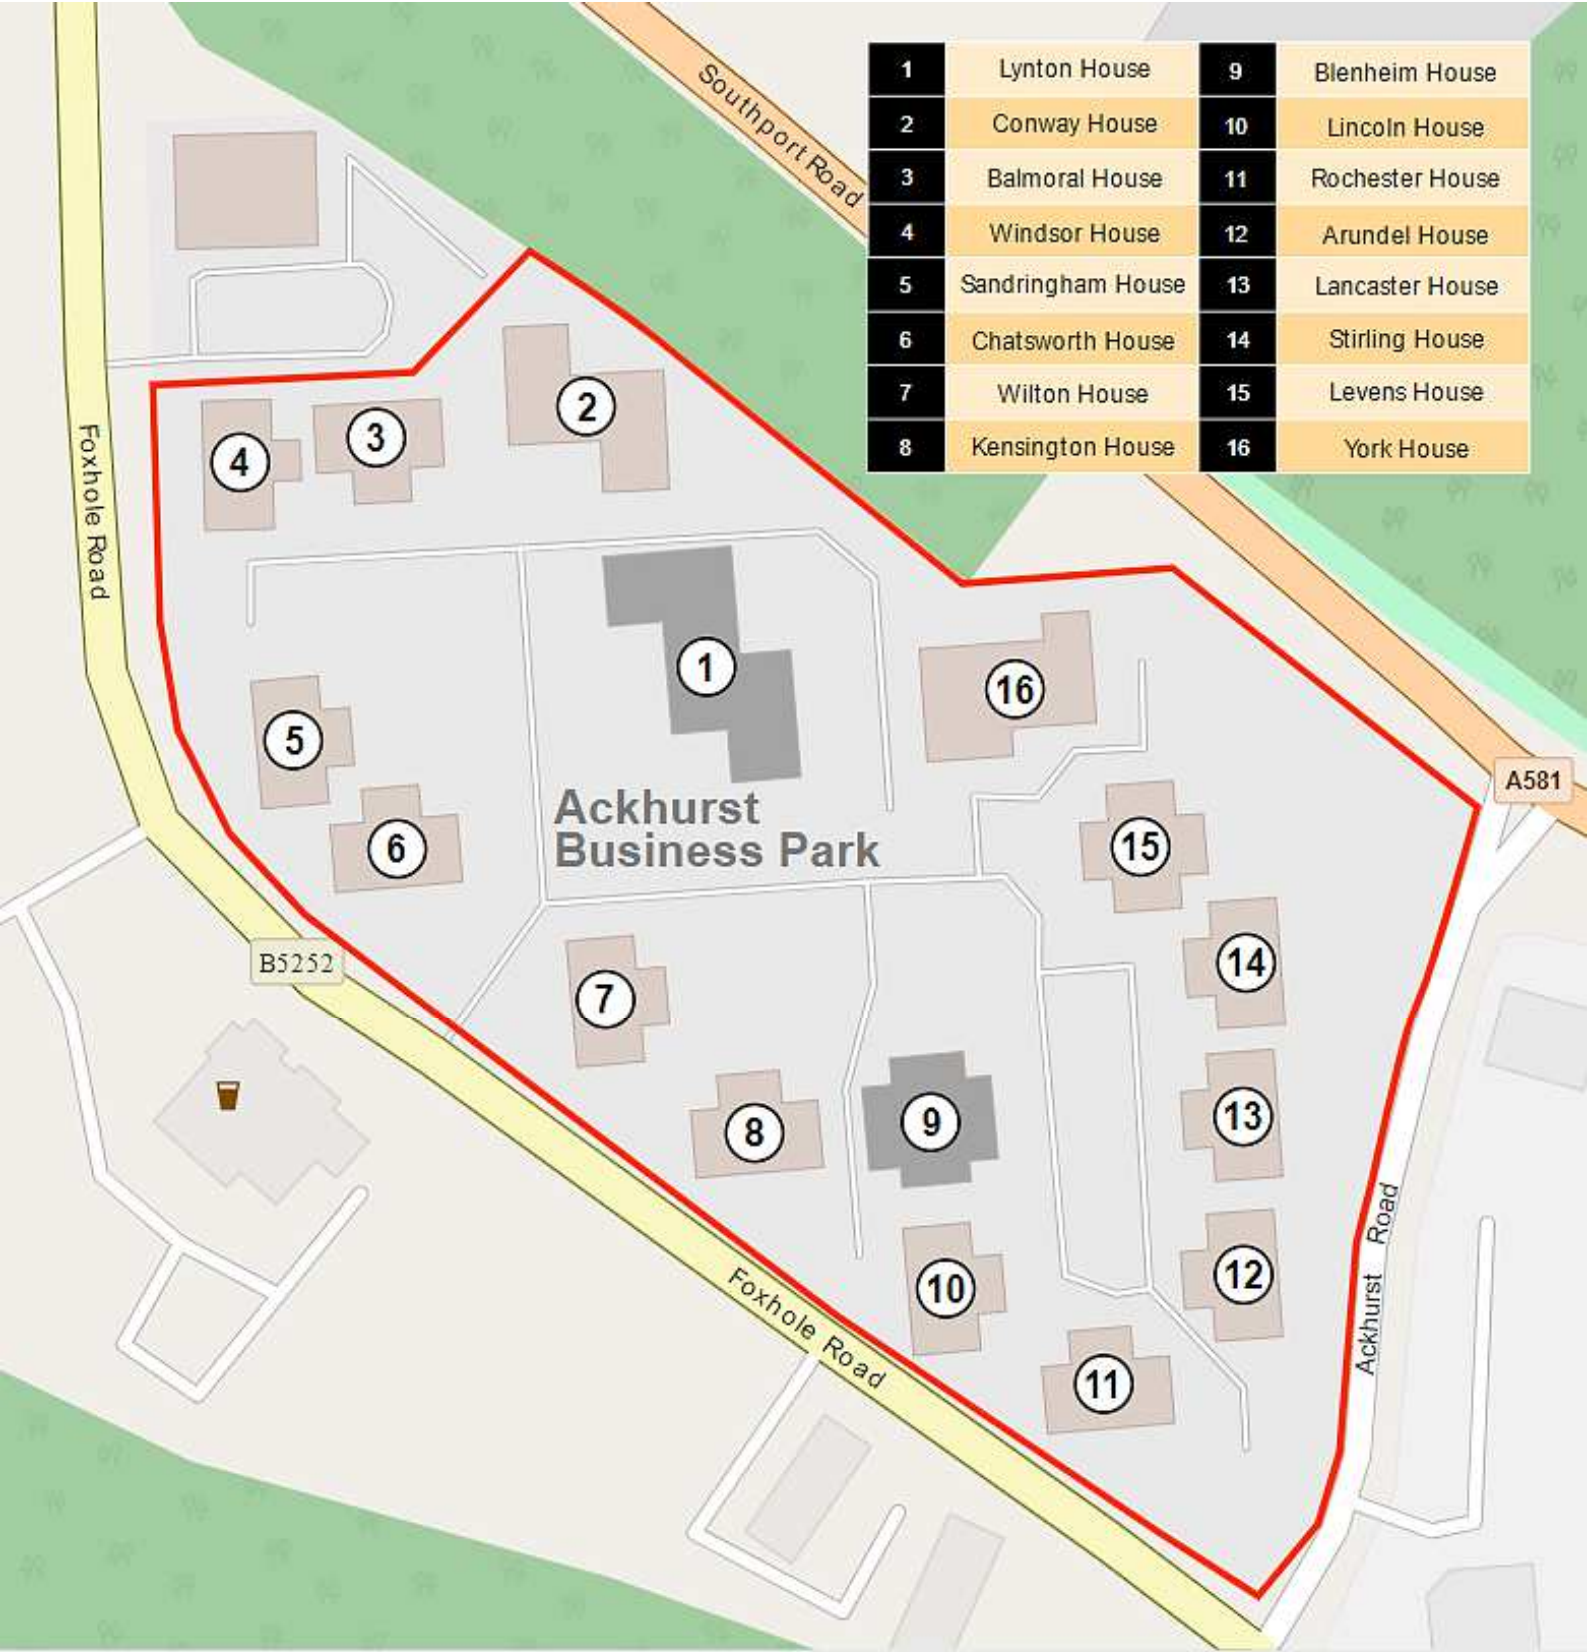 Southport Road
1 Lynton House 9 Blenheim House
2 Conway House 10 Lincoln House
3 Balmoral House 11 Rochester House
4 Windsor House 12 Arundel House
5 Sandringham House 13 Lancaster House
6 Chatsworth House 14 Stirling House
7 Wilton House 15 Levens House
8 Kensington House 16 York House
2
3
4
Foxhole Road
1
16
5
A581
Ackhurst
Business Park
6
15
B5252
14
7
9
8
13
Ackhurst Road
10
12
Foxhole Road
11